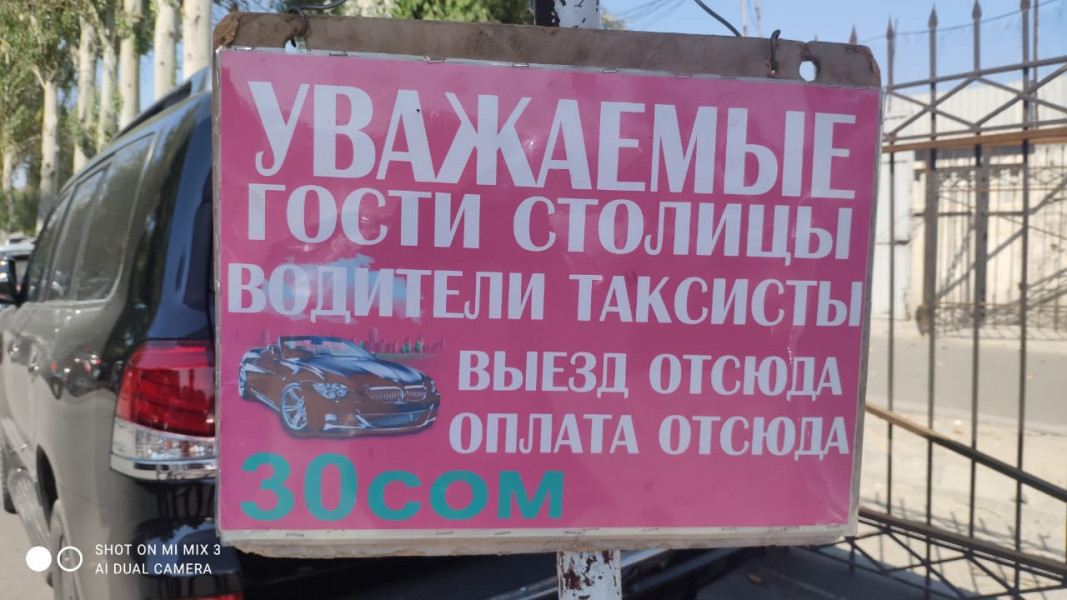 УВАЖАЕМЫЕ
ГОСТИ СТОЛИЦЫ
ВОДИТЕЛИ ТАКСИСТЫ
ВЫЕЗД ОТСЮДА
ОПЛАТА ОТСЮДА
30сом
SHOT ON MI MIX 3
AI DUAL CAMERA